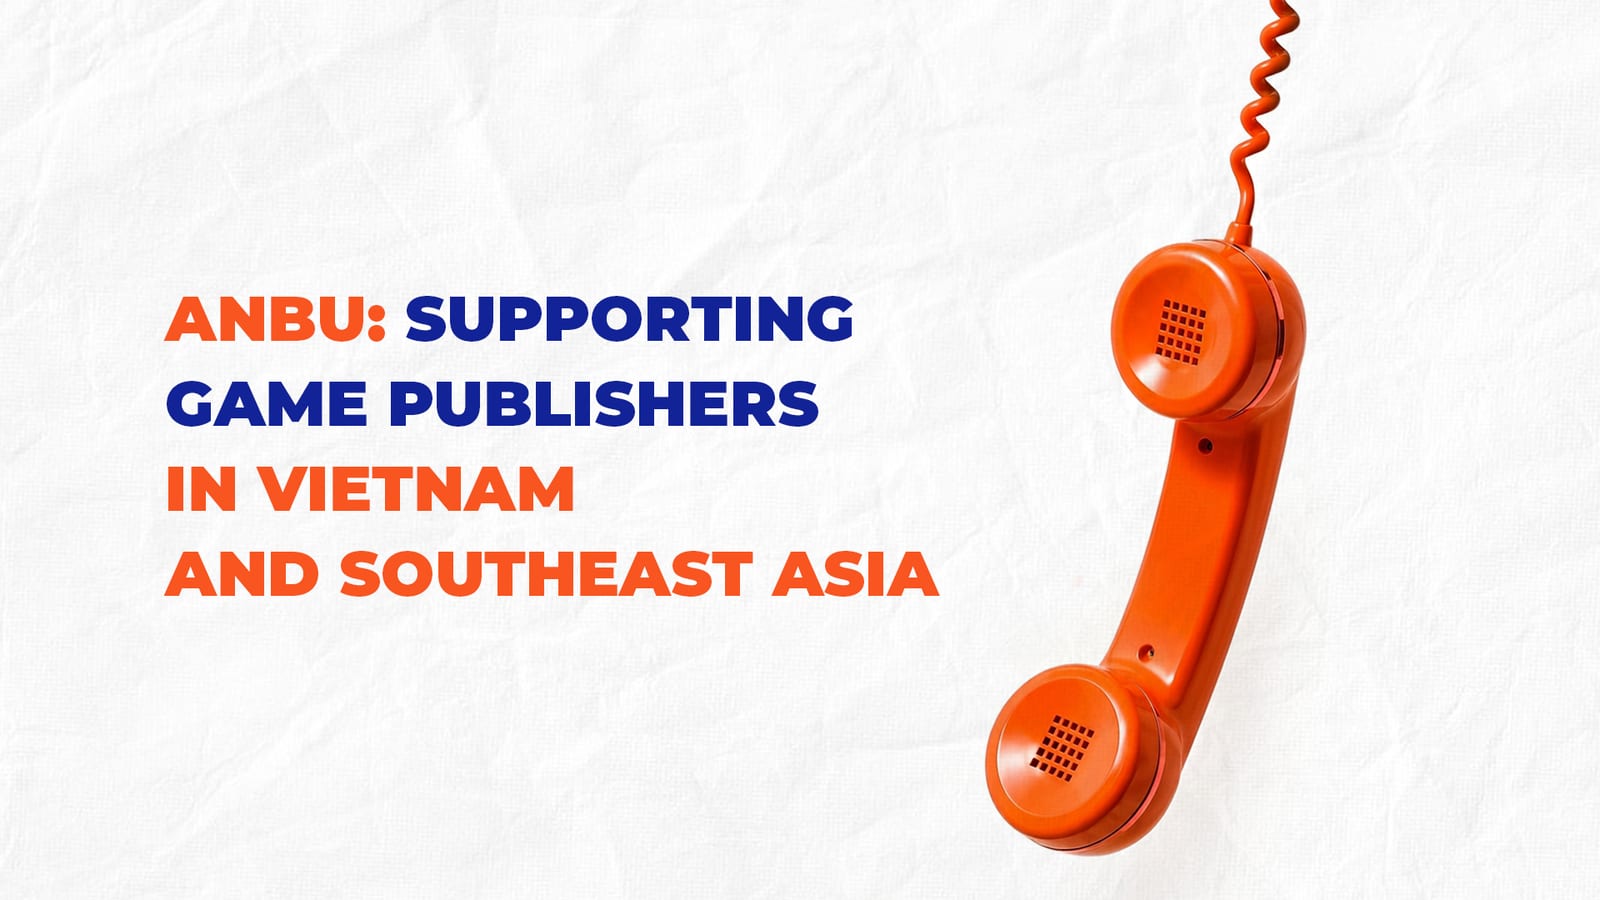 ANBU: SUPPORTING
GAME PUBLISHERS
IN VIETNAM
AND SOUTHEAST ASIA